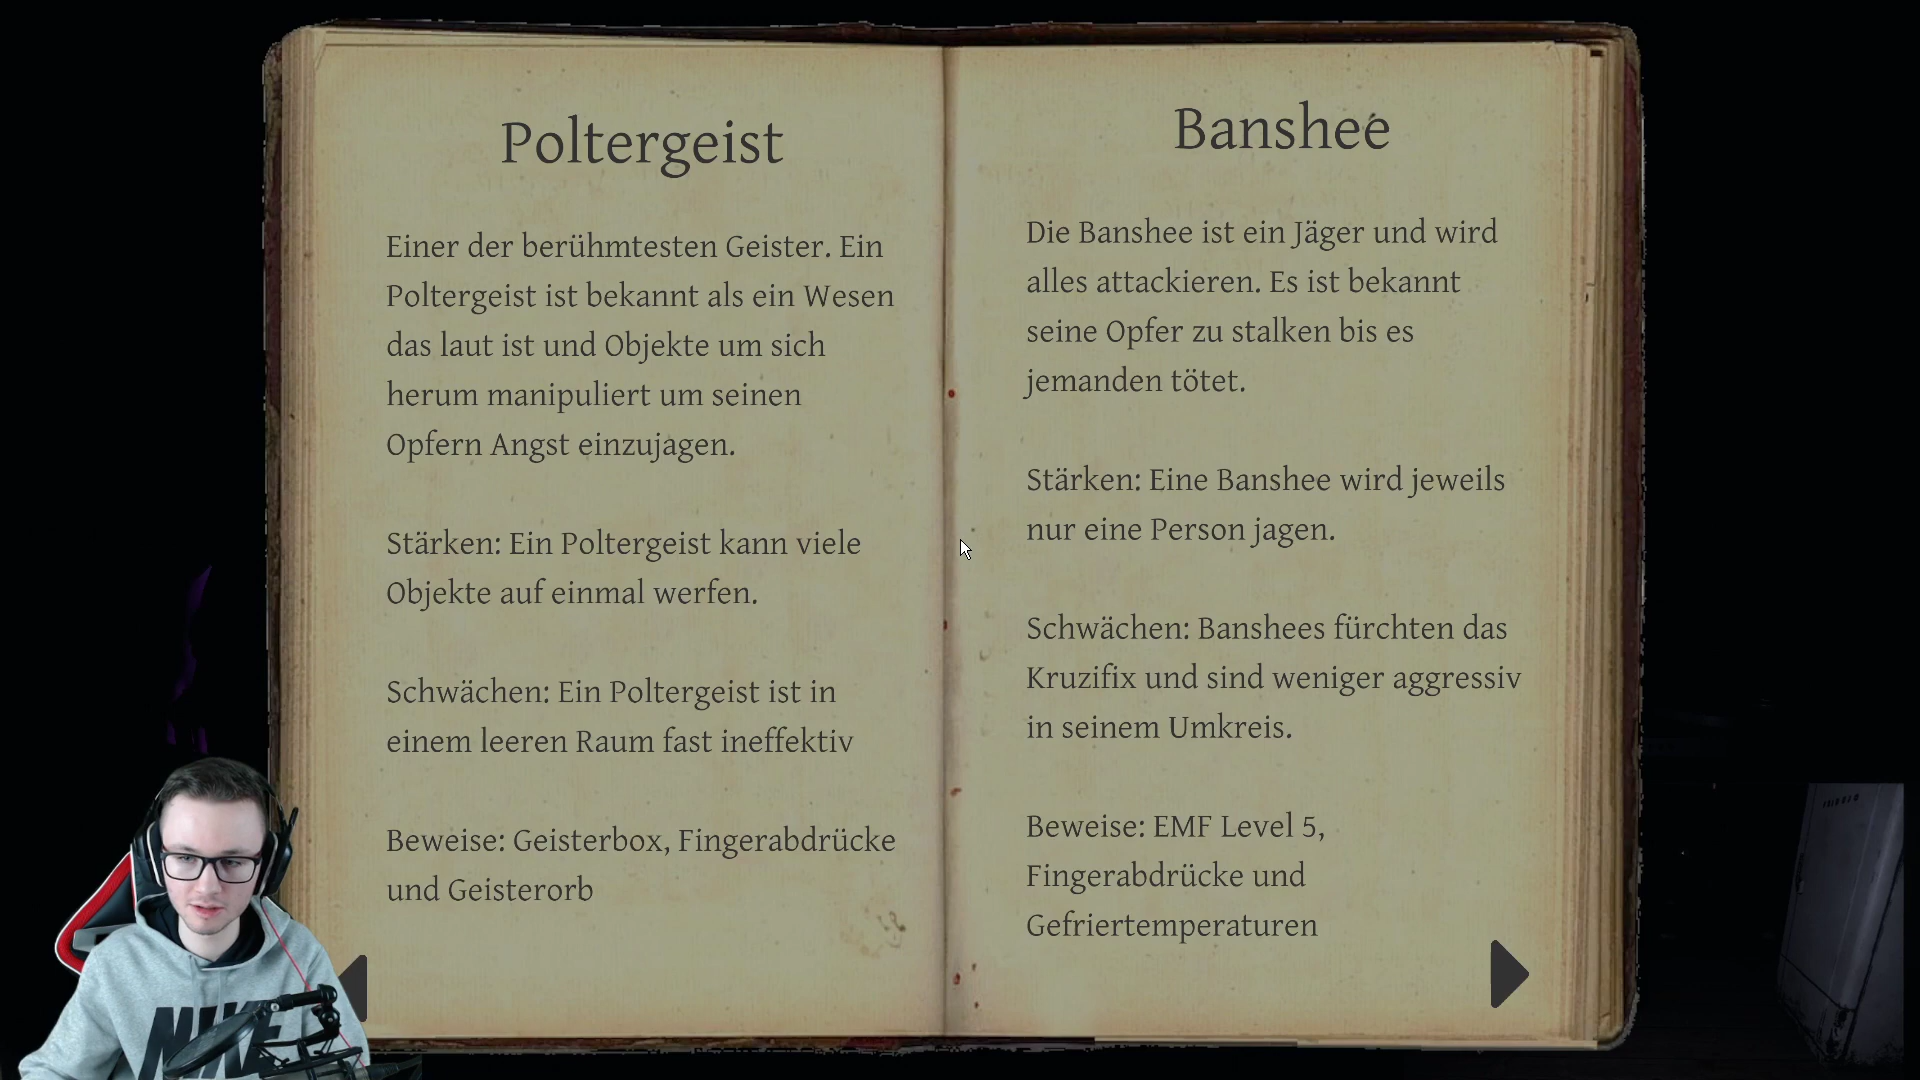 Poltergeist
Einer der berühmtesten Geister. Ein
Poltergeist ist bekannt als ein Wesen
das laut ist und Objekte um sich
herum manipuliert um seinen
Opfern Angst einzujagen.
Stärken: Ein Poltergeist kann viele
Objekte auf einmal werfen.
Schwächen: Ein Poltergeist ist in
einem leeren Raum fast ineffektiv
Beweise: Geisterbox, Fingerabdrücke
und Geisterorb
Banshee
Die Banshee ist ein Jäger und wird
alles attackieren. Es ist bekannt
seine Opfer zu stalken bis es
jemanden tötet.
Stärken: Eine Banshee wird jeweils
nur eine Person jagen.
Schwächen: Banshees fürchten das
Kruzifix und sind weniger aggressiv
in seinem Umkreis.
Beweise: EMF Level 5,
Fingerabdrücke und
Gefriertemperaturen
NIKE